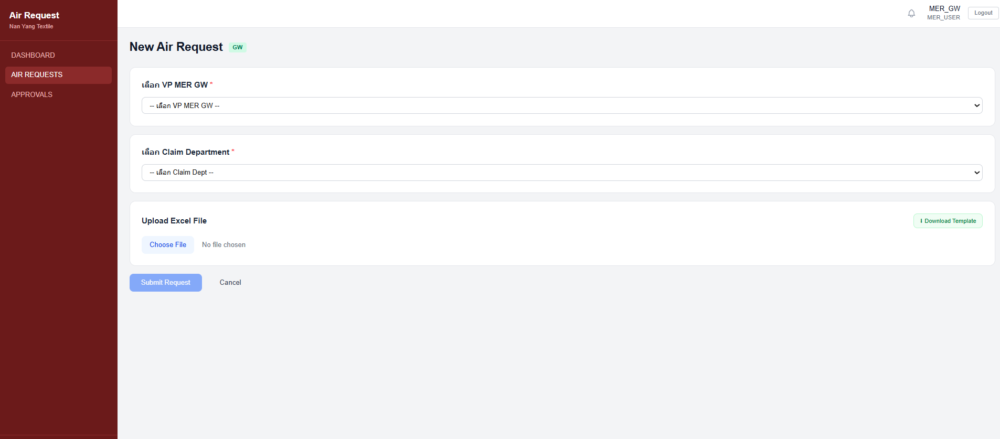 Air Request
Nan Yang Textile
DASHBOARD
AIR REQUESTS
APPROVALS
MER_GW
MER_USER
Logout
New Air Request GW
เลือก VP MER GW *
-- เลือก VP MER GW --
เลือก Claim Department *
-- เลือก Claim Dept --
Upload Excel File
⬇ Download Template
Choose File No file chosen
Submit Request Cancel